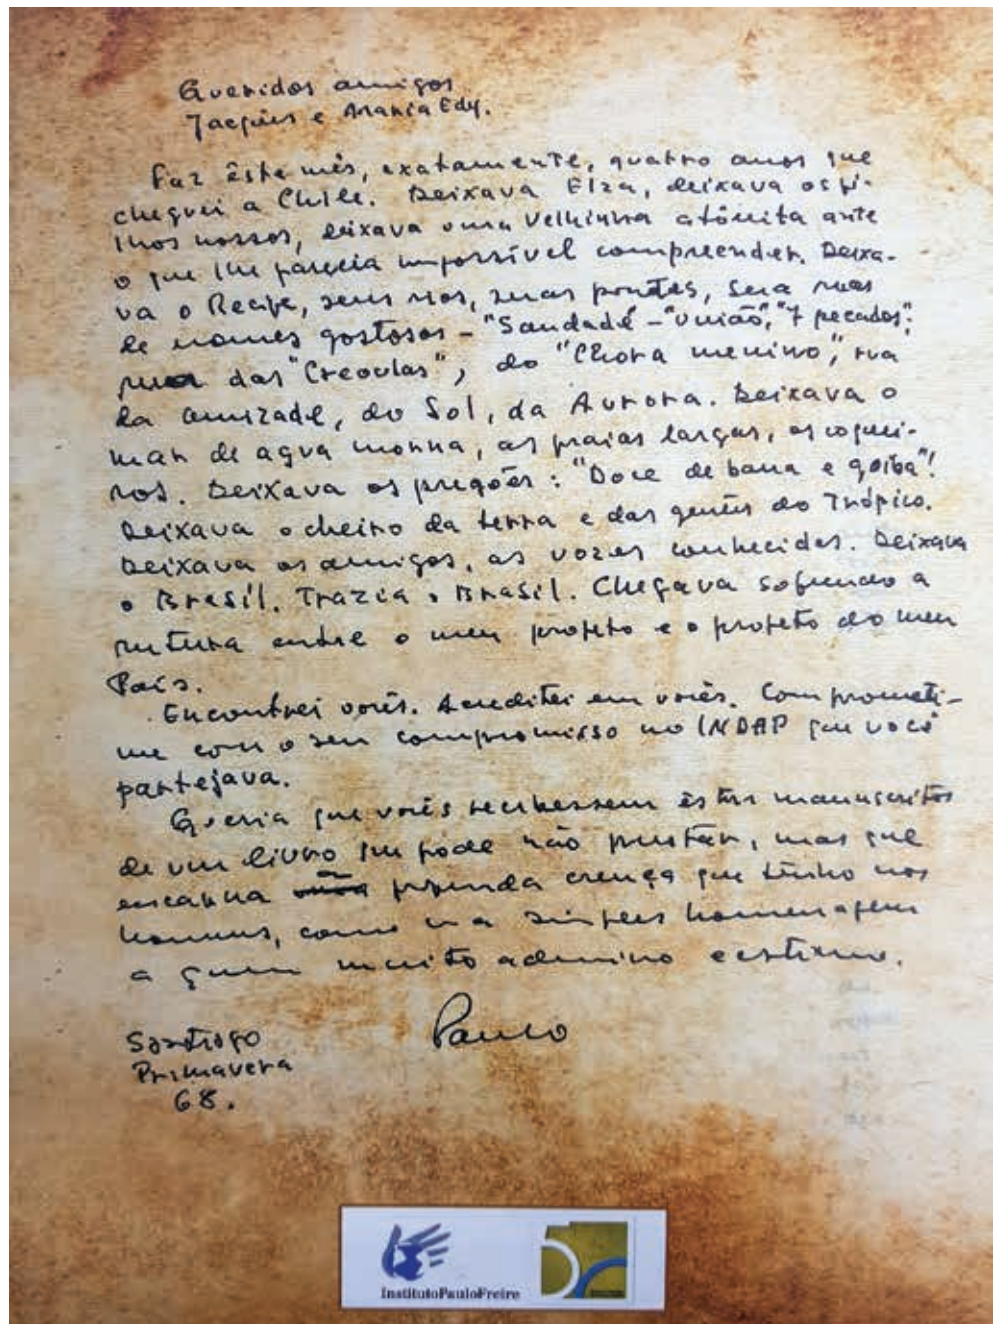 Queridos amigos
Jacques e Maria Edy.
Faz êste mês, exatamente, quatro anos que
cheguei a Chile. Deixava Elza, deixava os fi-
lhos nossos, deixava uma velhinha atônita ante
o que lhe parecia impossível compreender. Deixa-
va o Recife, seus rios, suas pontes, suas ruas
de nomes gostosos – "Saudade" – "União", "7 pecados",
rua das "Creoulas", do "Chora menino", rua
da amizade, do Sol, da Aurora. Deixava o
mar de agua morna, as praias largas, os coquei-
ros. Deixava os pregões: "Doce de bana e goiba"!
Deixava o cheiro da terra e das gentes do Trópico.
Deixava os amigos, as vozes conhecidas. Deixava
o Brasil. Trazia o Brasil. Chegava sofrendo a
rutura entre o meu projeto e o projeto do meu
País.
Encontrei vocês. Acreditei em vocês. Comprometi-
me com o seu compromisso no INDAP que você
partejava.
Queria que vocês recebessem êstes manuscritos
de um livro que pode não prestar, mas que
encarna a profunda crença que tenho nos
homens, como uma simples homenagem
a quem muito admiro e estimo.
Paulo
Santiago
Primavera
68.
InstitutoPauloFreire